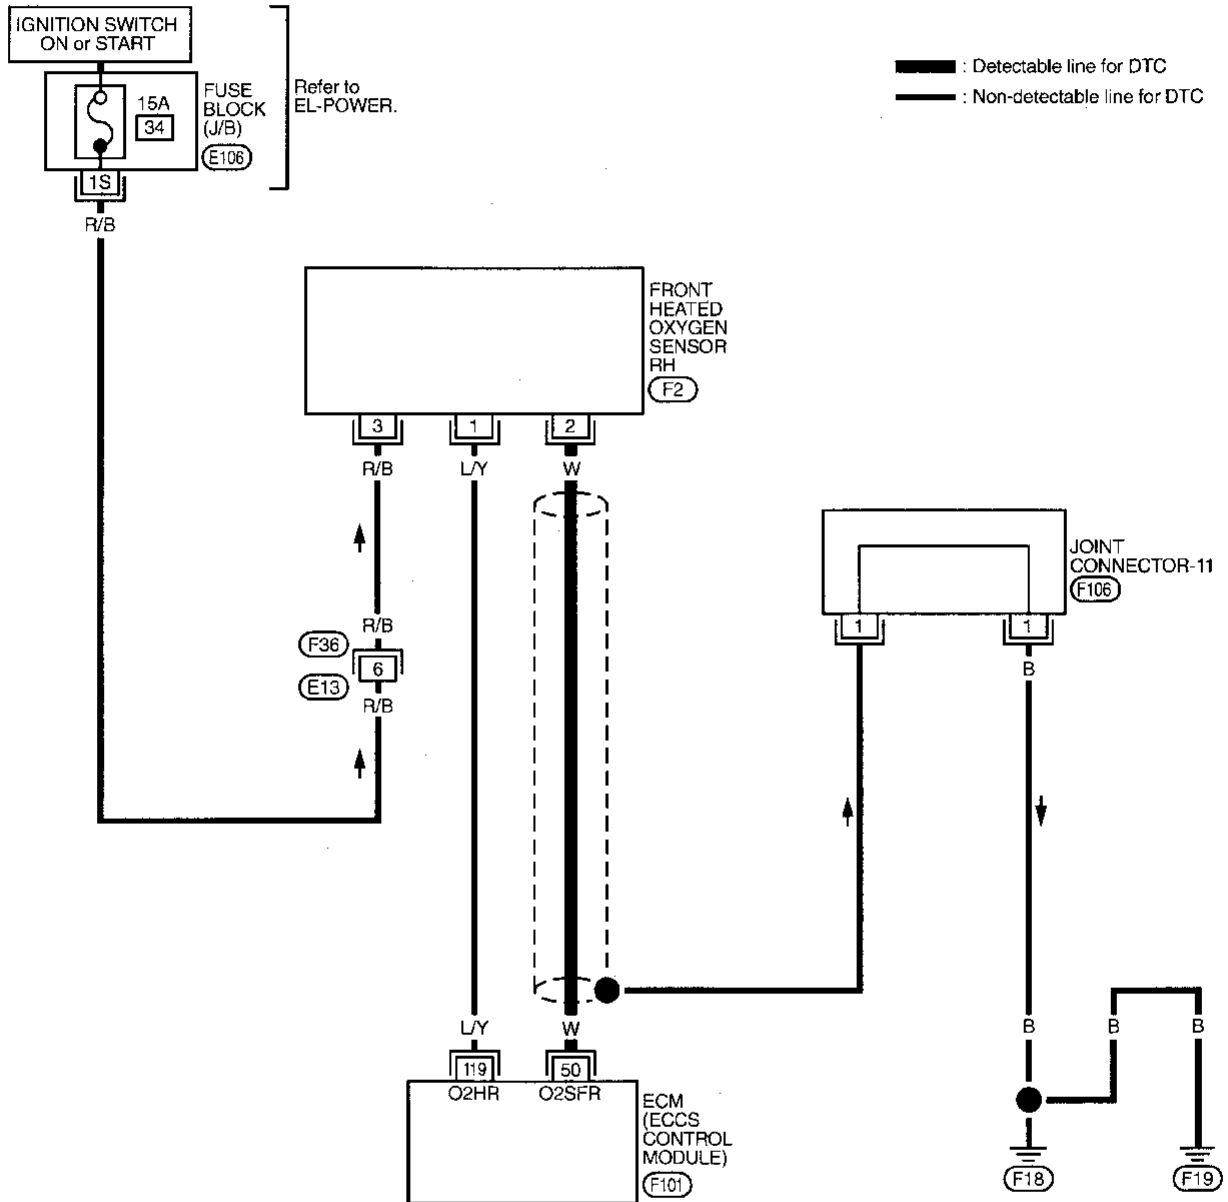 IGNITION SWITCH
ON or START
15A
34
FUSE
BLOCK
(J/B)
E106
Refer to
EL-POWER.
1S
R/B
: Detectable line for DTC
: Non-detectable line for DTC
FRONT
HEATED
OXYGEN
SENSOR
RH
F2
3
1
2
R/B
L/Y
W
R/B
F36
6
E13
R/B
JOINT
CONNECTOR-11
F106
1
1
B
L/Y
W
119
50
O2HR
O2SFR
ECM
(ECCS
CONTROL
MODULE)
F101
B
B
B
F18
F19